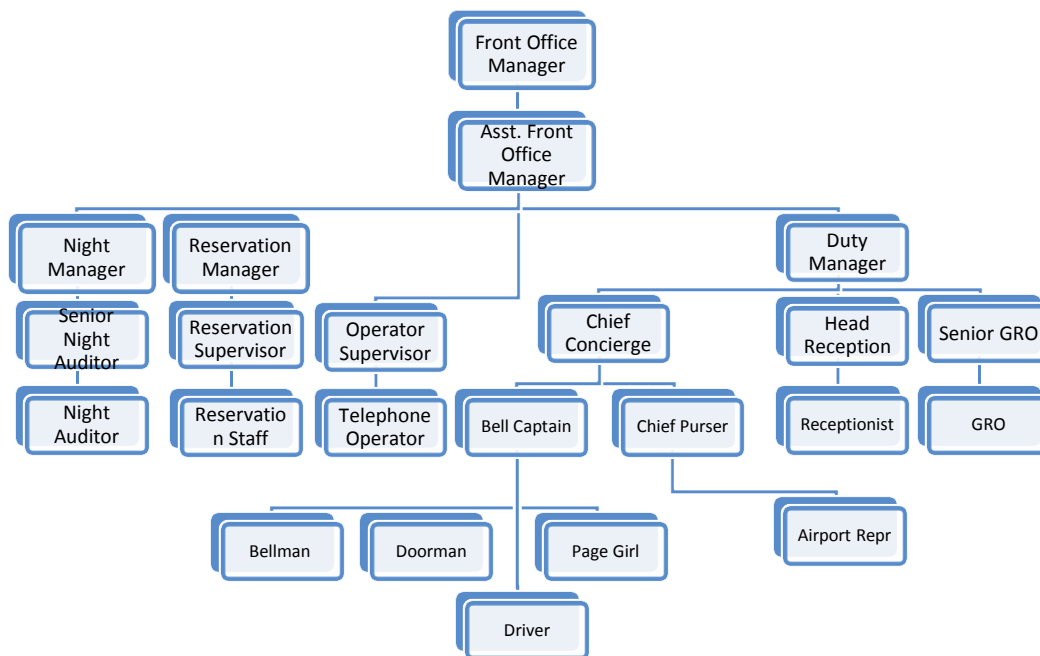 Front Office
Manager
Asst. Front
Office
Manager
Night
Manager
Reservation
Manager
Duty
Manager
Senior
Night
Auditor
Reservation
Supervisor
Operator
Supervisor
Chief
Concierge
Head
Reception
Senior GRO
Night
Auditor
Reservatio
n Staff
Telephone
Operator
Bell Captain
Chief Purser
Receptionist
GRO
Bellman
Doorman
Page Girl
Airport Repr
Driver